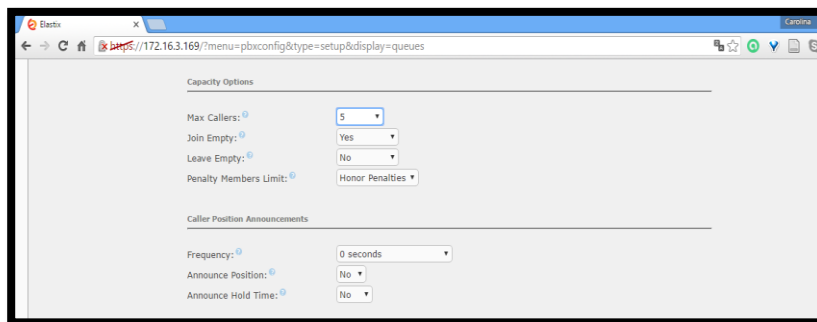 Elastix
Carolina
https://172.16.3.169/?menu=pbxconfig&type=setup&display=queues
Capacity Options
Max Callers: 5
Join Empty: Yes
Leave Empty: No
Penalty Members Limit: Honor Penalties
Caller Position Announcements
Frequency: 0 seconds
Announce Position: No
Announce Hold Time: No